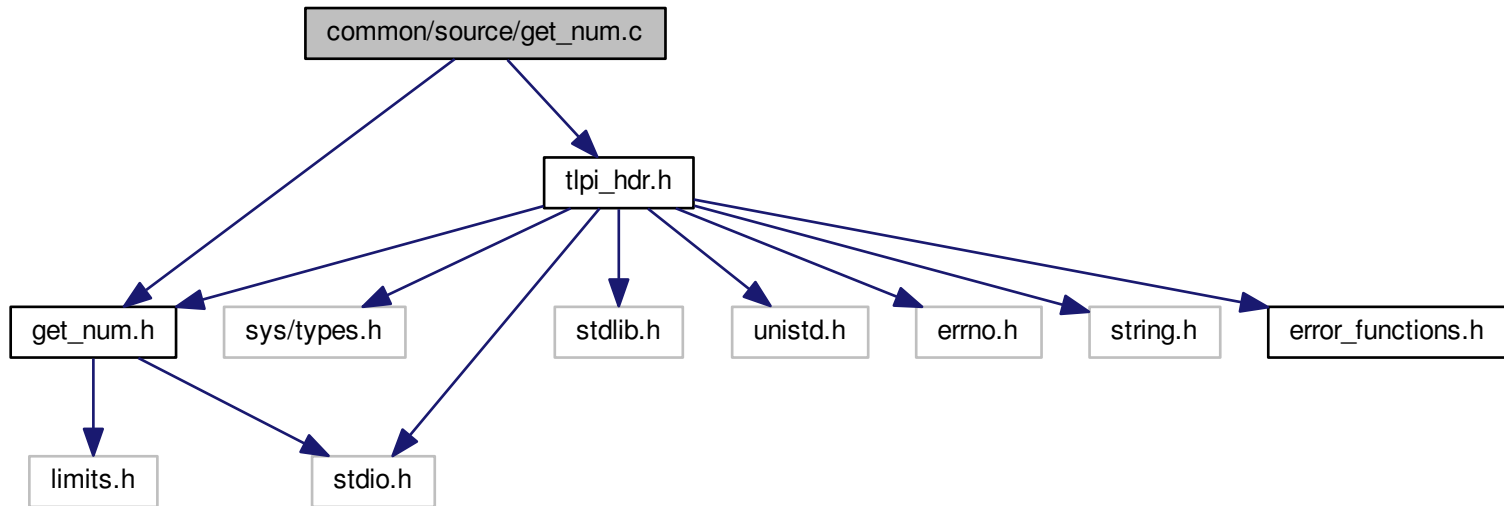 common/source/get_num.c
tlpi_hdr.h
get_num.h
sys/types.h
stdlib.h
unistd.h
errno.h
string.h
error_functions.h
limits.h
stdio.h